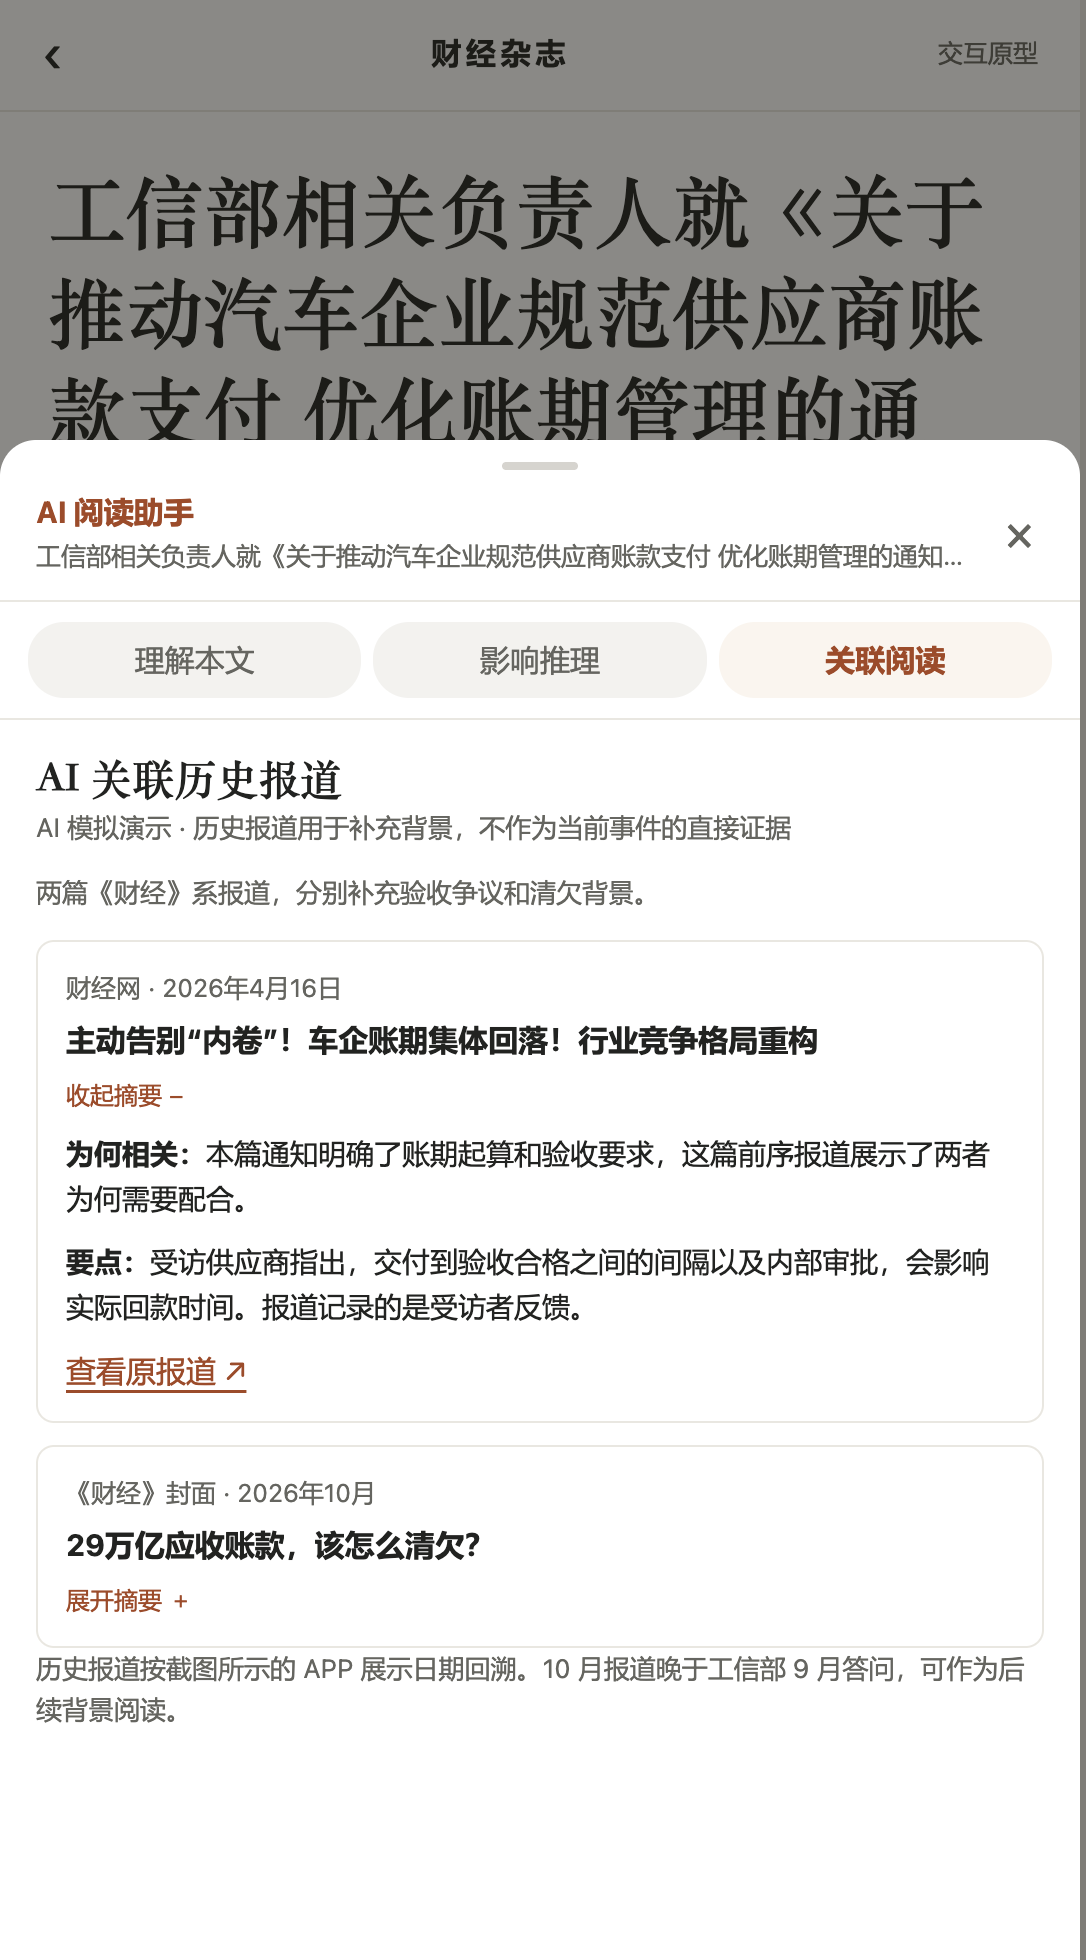 ‹
财经杂志
交互原型
工信部相关负责人就《关于
推动汽车企业规范供应商账
款支付 优化账期管理的通
AI 阅读助手
工信部相关负责人就《关于推动汽车企业规范供应商账款支付 优化账期管理的通知...
×
理解本文
影响推理
关联阅读
AI 关联历史报道
AI 模拟演示 · 历史报道用于补充背景，不作为当前事件的直接证据
两篇《财经》系报道，分别补充验收争议和清欠背景。
财经网 · 2026年4月16日
主动告别“内卷”！车企账期集体回落！行业竞争格局重构
收起摘要 –
为何相关：本篇通知明确了账期起算和验收要求，这篇前序报道展示了两者
为何需要配合。
要点：受访供应商指出，交付到验收合格之间的间隔以及内部审批，会影响
实际回款时间。报道记录的是受访者反馈。
查看原报道 ↗
《财经》封面 · 2026年10月
29万亿应收账款，该怎么清欠？
展开摘要 +
历史报道按截图所示的 APP 展示日期回溯。10 月报道晚于工信部 9 月答问，可作为后
续背景阅读。